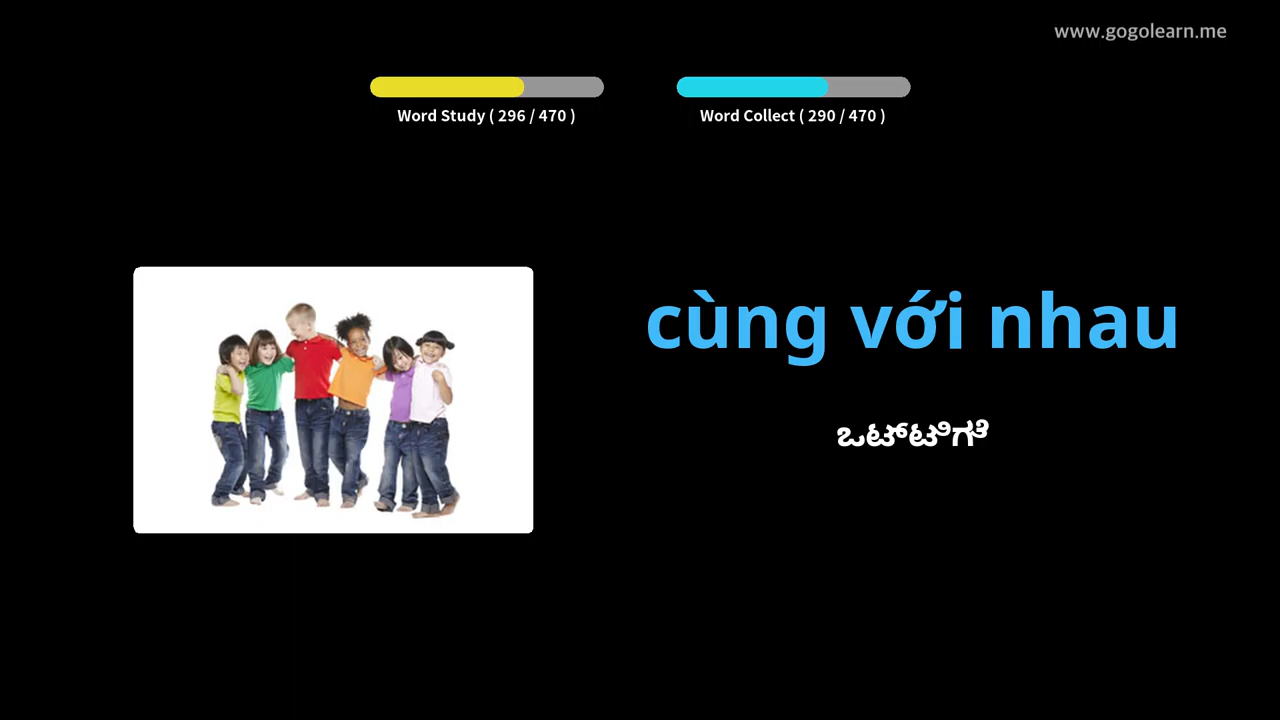 www.gogolearn.me
Word Study ( 296 / 470 )
Word Collect ( 290 / 470 )
cùng với nhau
ಒಟ್ಟಿಗೆ